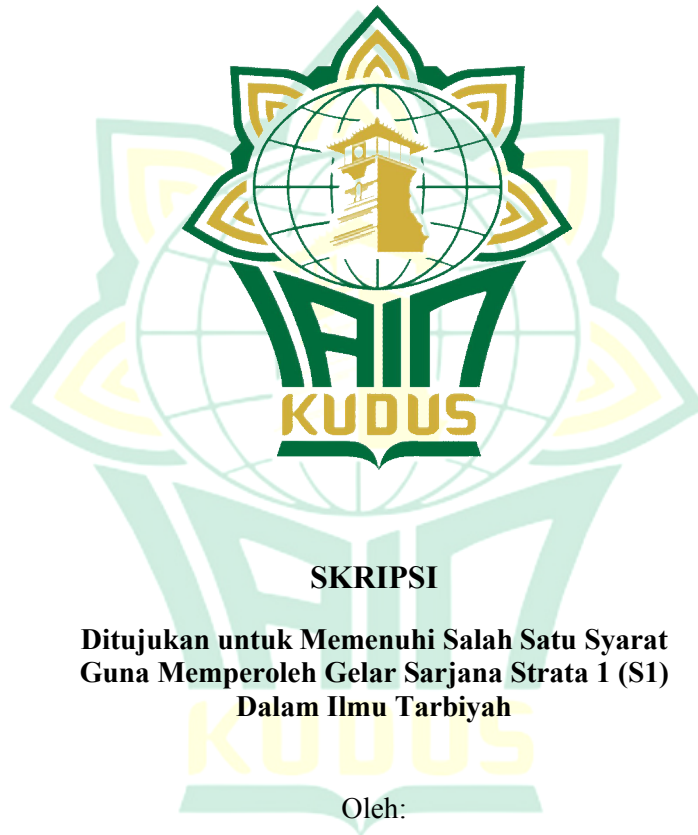 IAIN
KUDUS
SKRIPSI
Ditujukan untuk Memenuhi Salah Satu Syarat
Guna Memperoleh Gelar Sarjana Strata 1 (S1)
Dalam Ilmu Tarbiyah
Oleh: